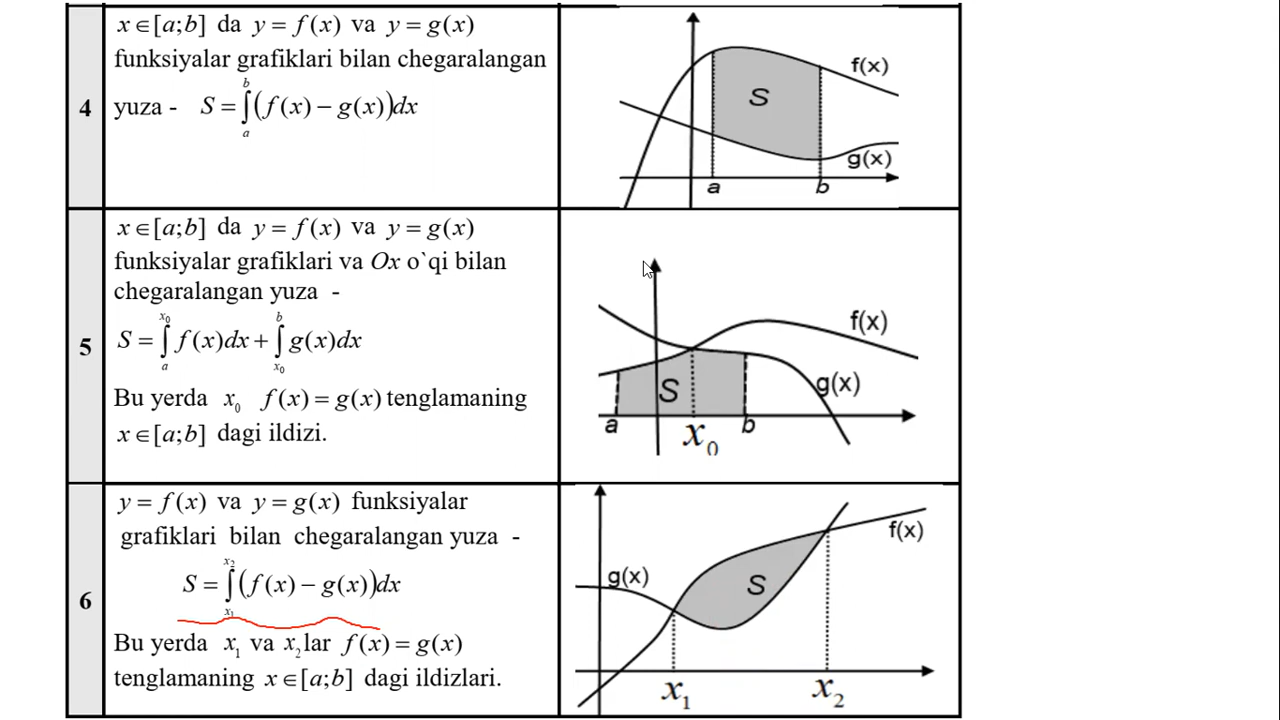 4
x∈[a;b] da y = f(x) va y = g(x)
funksiyalar grafiklari bilan chegaralangan
yuza - S = ∫ₐᵇ (f(x) − g(x))dx
f(x)
S
g(x)
a b
5
x∈[a;b] da y = f(x) va y = g(x)
funksiyalar grafiklari va Ox o`qi bilan
chegaralangan yuza -
S = ∫ₐ^x₀ f(x)dx + ∫ₓ₀^b g(x)dx
Bu yerda x₀ f(x) = g(x) tenglamaning
x∈[a;b] dagi ildizi.
f(x)
g(x)
S
a x₀ b
6
y = f(x) va y = g(x) funksiyalar
grafiklari bilan chegaralangan yuza -
S = ∫ₓ₁^x₂ (f(x) − g(x))dx
Bu yerda x₁ va x₂lar f(x) = g(x)
tenglamaning x∈[a;b] dagi ildizlari.
f(x)
g(x)
S
x₁ x₂